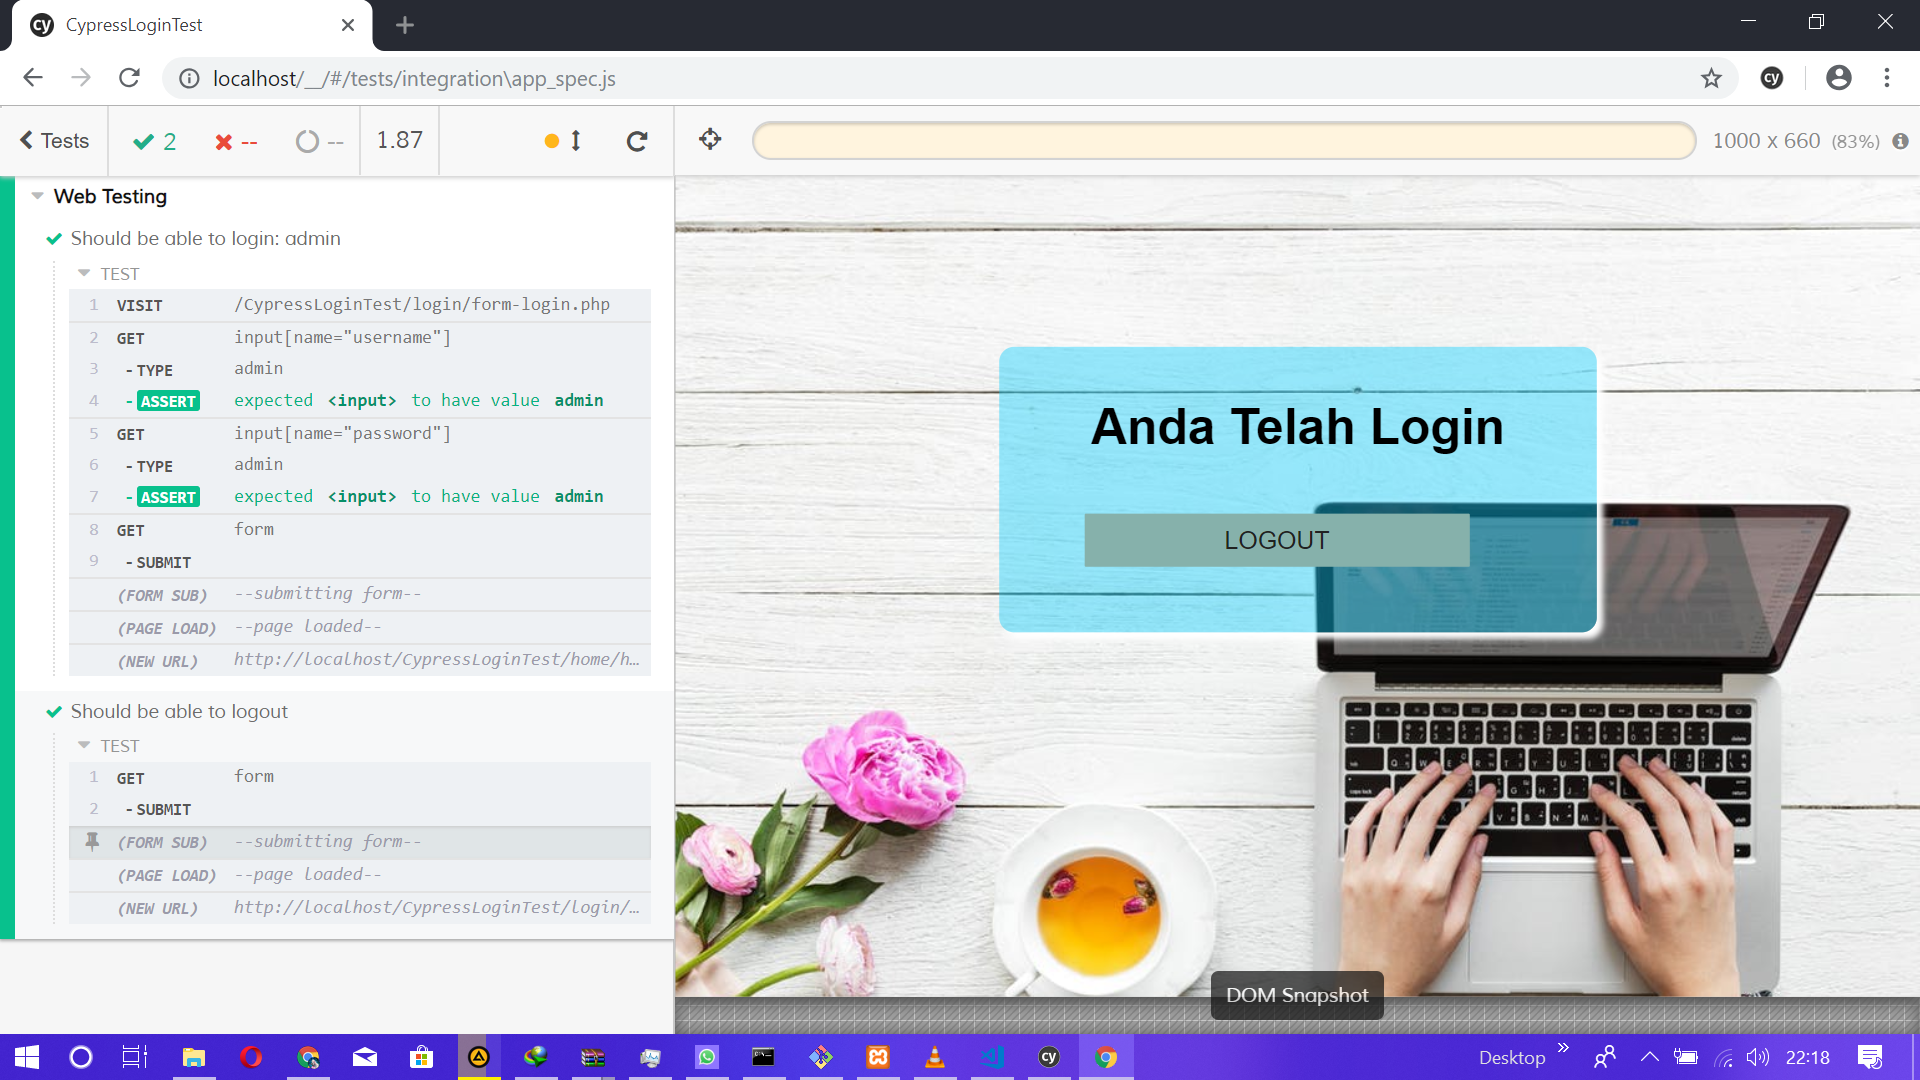 cy CypressLoginTest
localhost/__/#/tests/integration\app_spec.js
cy
Tests 2 -- -- 1.87 1000 x 660 (83%)
Web Testing
Should be able to login: admin
TEST
1 VISIT /CypressLoginTest/login/form-login.php
2 GET input[name="username"]
3 - TYPE admin
4 - ASSERT expected <input> to have value admin
5 GET input[name="password"]
6 - TYPE admin
7 - ASSERT expected <input> to have value admin
8 GET form
9 - SUBMIT
(FORM SUB) --submitting form--
(PAGE LOAD) --page loaded--
(NEW URL) http://localhost/CypressLoginTest/home/h…
Should be able to logout
TEST
1 GET form
2 - SUBMIT
(FORM SUB) --submitting form--
(PAGE LOAD) --page loaded--
(NEW URL) http://localhost/CypressLoginTest/login/…
Anda Telah Login
LOGOUT
DOM Snapshot
cy
Desktop
22:18